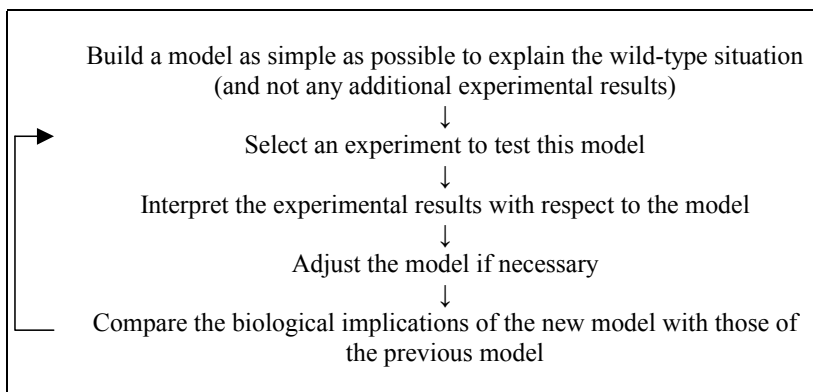 Build a model as simple as possible to explain the wild-type situation
(and not any additional experimental results)
↓
Select an experiment to test this model
↓
Interpret the experimental results with respect to the model
↓
Adjust the model if necessary
↓
Compare the biological implications of the new model with those of
the previous model